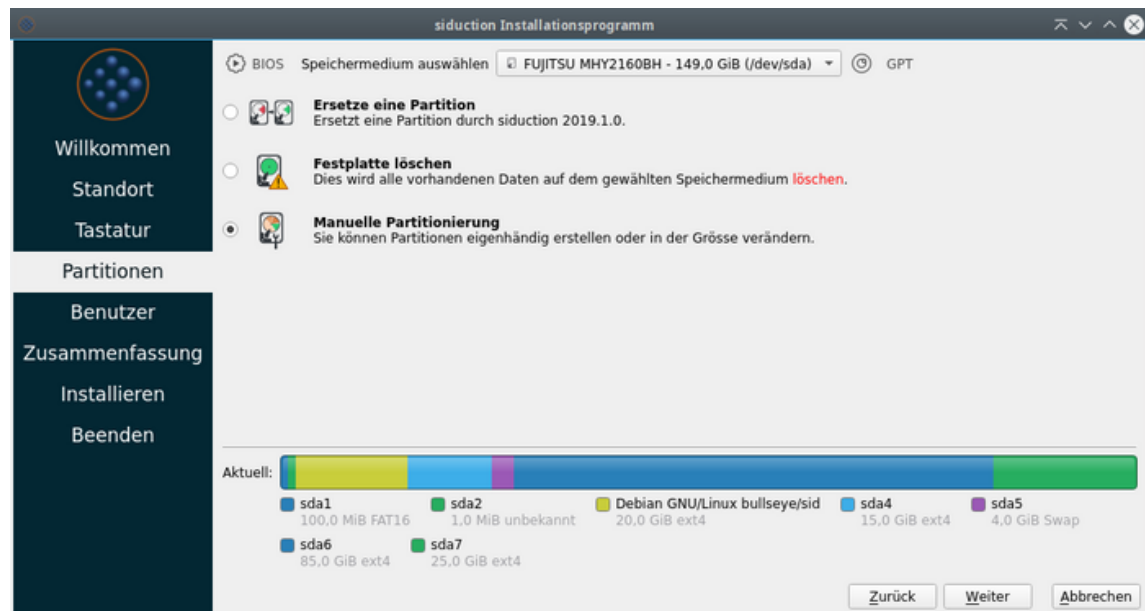 siduction Installationsprogramm
BIOS Speichermedium auswählen FUJITSU MHY2160BH - 149,0 GiB (/dev/sda) GPT
Ersetze eine Partition
Ersetzt eine Partition durch siduction 2019.1.0.
Festplatte löschen
Dies wird alle vorhandenen Daten auf dem gewählten Speichermedium löschen.
Manuelle Partitionierung
Sie können Partitionen eigenhändig erstellen oder in der Grösse verändern.
Willkommen
Standort
Tastatur
Partitionen
Benutzer
Zusammenfassung
Installieren
Beenden
Aktuell:
sda1 sda2 Debian GNU/Linux bullseye/sid sda4 sda5
100,0 MiB FAT16 1,0 MiB unbekannt 20,0 GiB ext4 15,0 GiB ext4 4,0 GiB Swap
sda6 sda7
85,0 GiB ext4 25,0 GiB ext4
Zurück Weiter Abbrechen